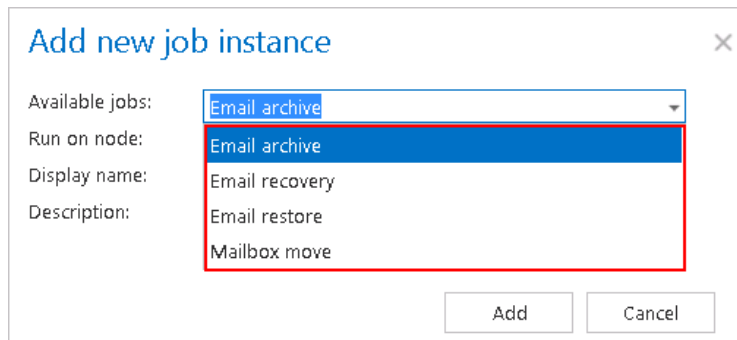 Add new job instance
Available jobs: Email archive
Run on node: Email archive
Display name: Email recovery
Description: Email restore
Mailbox move
Add Cancel